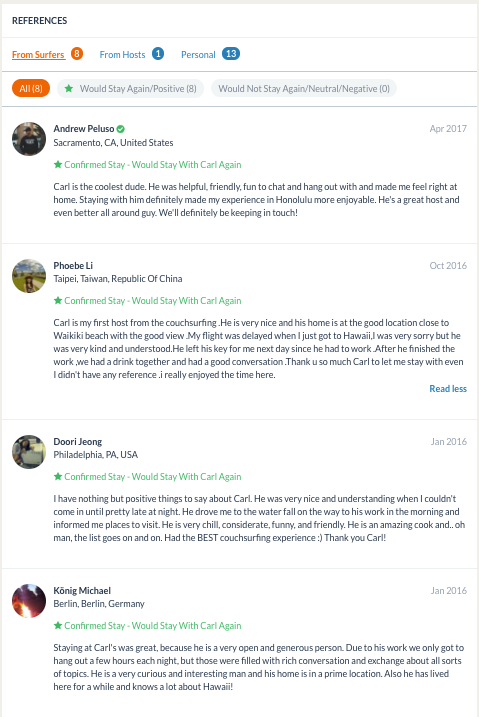 REFERENCES
From Surfers 8 From Hosts 1 Personal 13
All (8) Would Stay Again/Positive (8) Would Not Stay Again/Neutral/Negative (0)
Andrew Peluso Apr 2017
Sacramento, CA, United States
Confirmed Stay - Would Stay With Carl Again
Carl is the coolest dude. He was helpful, friendly, fun to chat and hang out with and made me feel right at
home. Staying with him definitely made my experience in Honolulu more enjoyable. He's a great host and
even better all around guy. We'll definitely be keeping in touch!
Phoebe Li Oct 2016
Taipei, Taiwan, Republic Of China
Confirmed Stay - Would Stay With Carl Again
Carl is my first host from the couchsurfing .He is very nice and his home is at the good location close to
Waikiki beach with the good view .My flight was delayed when I just got to Hawaii,I was very sorry but he
was very kind and understood.He left his key for me next day since he had to work .After he finished the
work ,we had a drink together and had a good conversation .Thank u so much Carl to let me stay with even
I didn't have any reference .i really enjoyed the time here.
Read less
Doori Jeong Jan 2016
Philadelphia, PA, USA
Confirmed Stay - Would Stay With Carl Again
I have nothing but positive things to say about Carl. He was very nice and understanding when I couldn't
come in until pretty late at night. He drove me to the water fall on the way to his work in the morning and
informed me places to visit. He is very chill, considerate, funny, and friendly. He is an amazing cook and.. oh
man, the list goes on and on. Had the BEST couchsurfing experience :) Thank you Carl!
König Michael Jan 2016
Berlin, Berlin, Germany
Confirmed Stay - Would Stay With Carl Again
Staying at Carl's was great, because he is a very open and generous person. Due to his work we only got to
hang out a few hours each night, but those were filled with rich conversation and exchange about all sorts
of topics. He is a very curious and interesting man and his home is in a prime location. Also he has lived
here for a while and knows a lot about Hawaii!